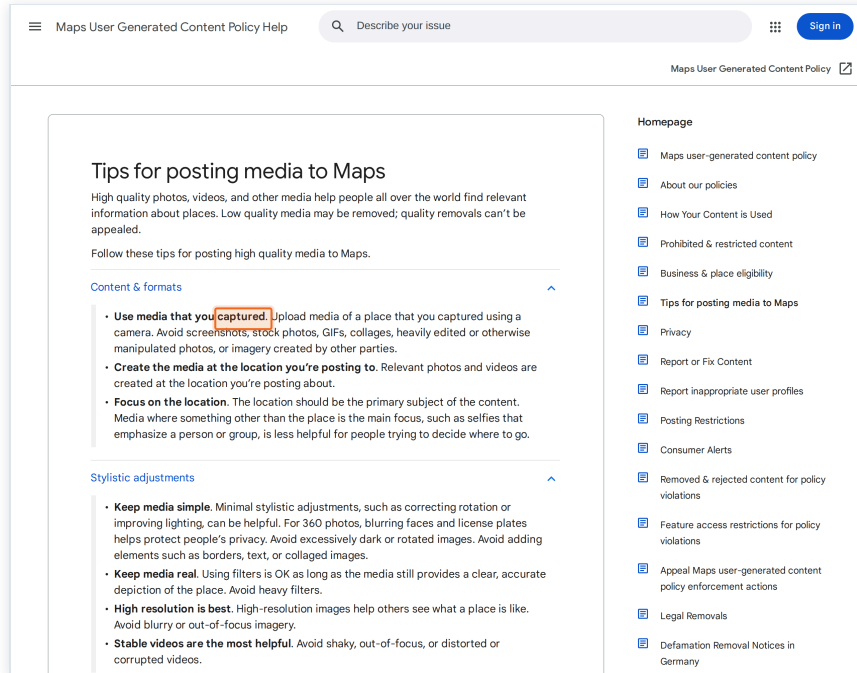 Maps User Generated Content Policy Help
Describe your issue
Sign in
Maps User Generated Content Policy
Tips for posting media to Maps
High quality photos, videos, and other media help people all over the world find relevant
information about places. Low quality media may be removed; quality removals can't be
appealed.
Follow these tips for posting high quality media to Maps.
Content & formats
• Use media that you captured. Upload media of a place that you captured using a
camera. Avoid screenshots, stock photos, GIFs, collages, heavily edited or otherwise
manipulated photos, or imagery created by other parties.
• Create the media at the location you're posting to. Relevant photos and videos are
created at the location you're posting about.
• Focus on the location. The location should be the primary subject of the content.
Media where something other than the place is the main focus, such as selfies that
emphasize a person or group, is less helpful for people trying to decide where to go.
Stylistic adjustments
• Keep media simple. Minimal stylistic adjustments, such as correcting rotation or
improving lighting, can be helpful. For 360 photos, blurring faces and license plates
helps protect people's privacy. Avoid excessively dark or rotated images. Avoid adding
elements such as borders, text, or collaged images.
• Keep media real. Using filters is OK as long as the media still provides a clear, accurate
depiction of the place. Avoid heavy filters.
• High resolution is best. High-resolution images help others see what a place is like.
Avoid blurry or out-of-focus imagery.
• Stable videos are the most helpful. Avoid shaky, out-of-focus, or distorted or
corrupted videos.
Homepage
Maps user-generated content policy
About our policies
How Your Content is Used
Prohibited & restricted content
Business & place eligibility
Tips for posting media to Maps
Privacy
Report or Fix Content
Report inappropriate user profiles
Posting Restrictions
Consumer Alerts
Removed & rejected content for policy
violations
Feature access restrictions for policy
violations
Appeal Maps user-generated content
policy enforcement actions
Legal Removals
Defamation Removal Notices in
Germany